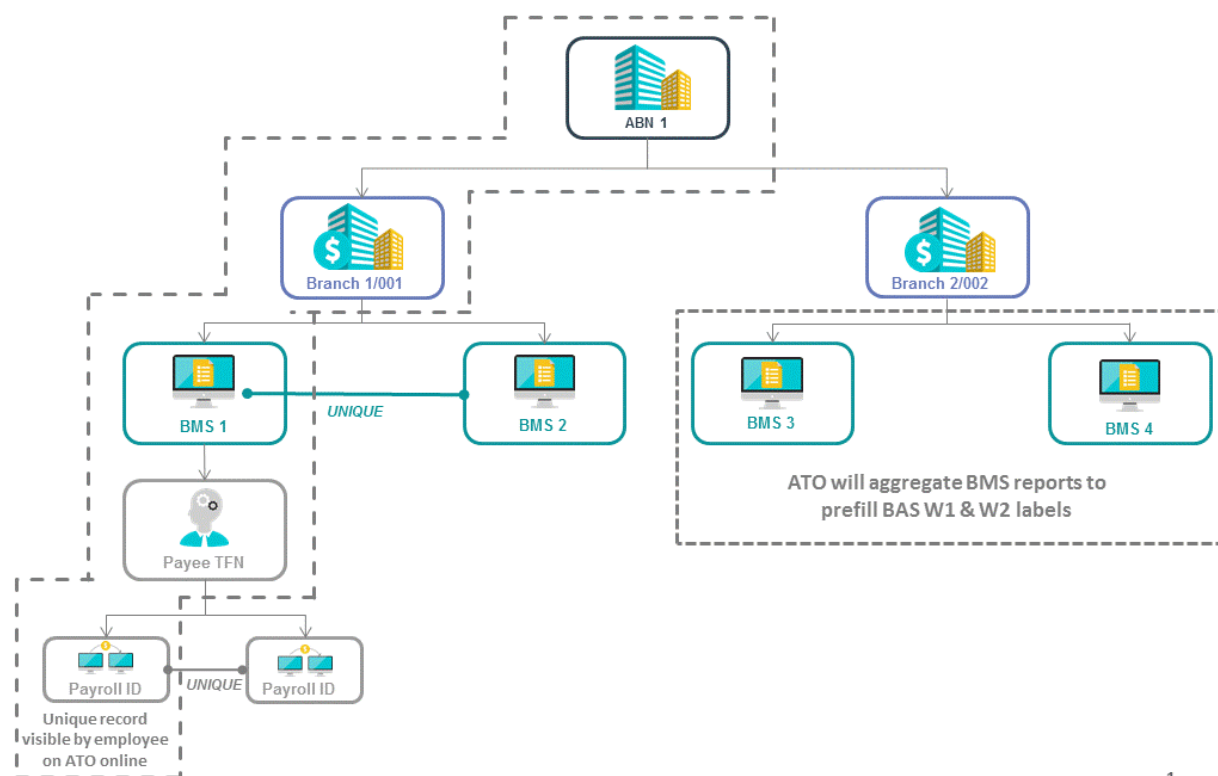 ABN 1
$
Branch 1/001
$
Branch 2/002
BMS 1
UNIQUE
BMS 2
BMS 3
BMS 4
ATO will aggregate BMS reports to
prefill BAS W1 & W2 labels
Payee TFN
$
Payroll ID
UNIQUE
$
Payroll ID
Unique record
visible by employee
on ATO online